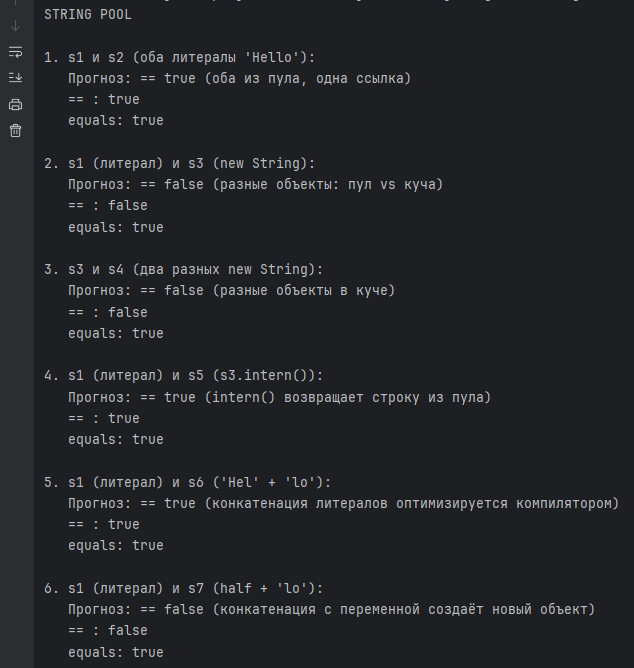 STRING POOL
1. s1 и s2 (оба литералы 'Hello'):
Прогноз: == true (оба из пула, одна ссылка)
== : true
equals: true
2. s1 (литерал) и s3 (new String):
Прогноз: == false (разные объекты: пул vs куча)
== : false
equals: true
3. s3 и s4 (два разных new String):
Прогноз: == false (разные объекты в куче)
== : false
equals: true
4. s1 (литерал) и s5 (s3.intern()):
Прогноз: == true (intern() возвращает строку из пула)
== : true
equals: true
5. s1 (литерал) и s6 ('Hel' + 'lo'):
Прогноз: == true (конкатенация литералов оптимизируется компилятором)
== : true
equals: true
6. s1 (литерал) и s7 (half + 'lo'):
Прогноз: == false (конкатенация с переменной создаёт новый объект)
== : false
equals: true